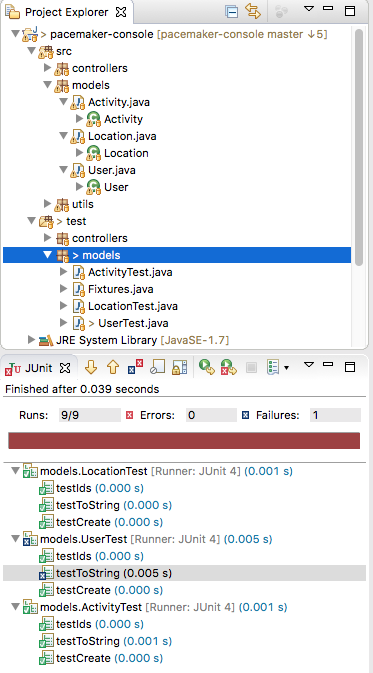 Project Explorer
> pacemaker-console [pacemaker-console master ↓5]
src
controllers
models
Activity.java
Activity
Location.java
Location
User.java
User
utils
> test
controllers
> models
ActivityTest.java
Fixtures.java
LocationTest.java
> UserTest.java
JRE System Library [JavaSE-1.7]
JUnit
Finished after 0.039 seconds
Runs: 9/9 Errors: 0 Failures: 1
models.LocationTest [Runner: JUnit 4] (0.001 s)
testIds (0.000 s)
testToString (0.000 s)
testCreate (0.000 s)
models.UserTest [Runner: JUnit 4] (0.005 s)
testIds (0.000 s)
testToString (0.005 s)
testCreate (0.000 s)
models.ActivityTest [Runner: JUnit 4] (0.001 s)
testIds (0.000 s)
testToString (0.001 s)
testCreate (0.000 s)